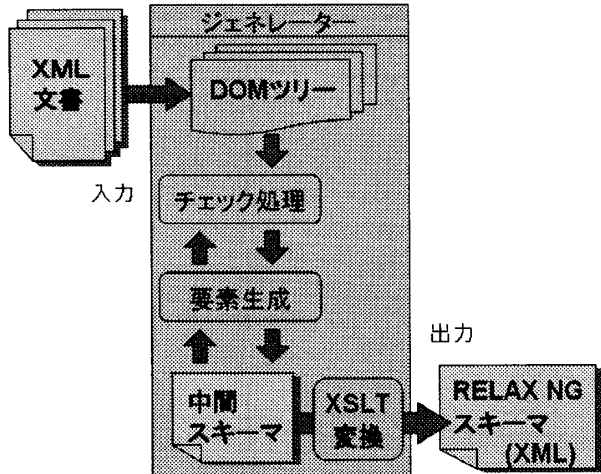 ジェネレーター
XML
文書
DOMツリー
入力
チェック処理
要素生成
出力
中間
スキーマ
XSLT
変換
RELAX NG
スキーマ
(XML)